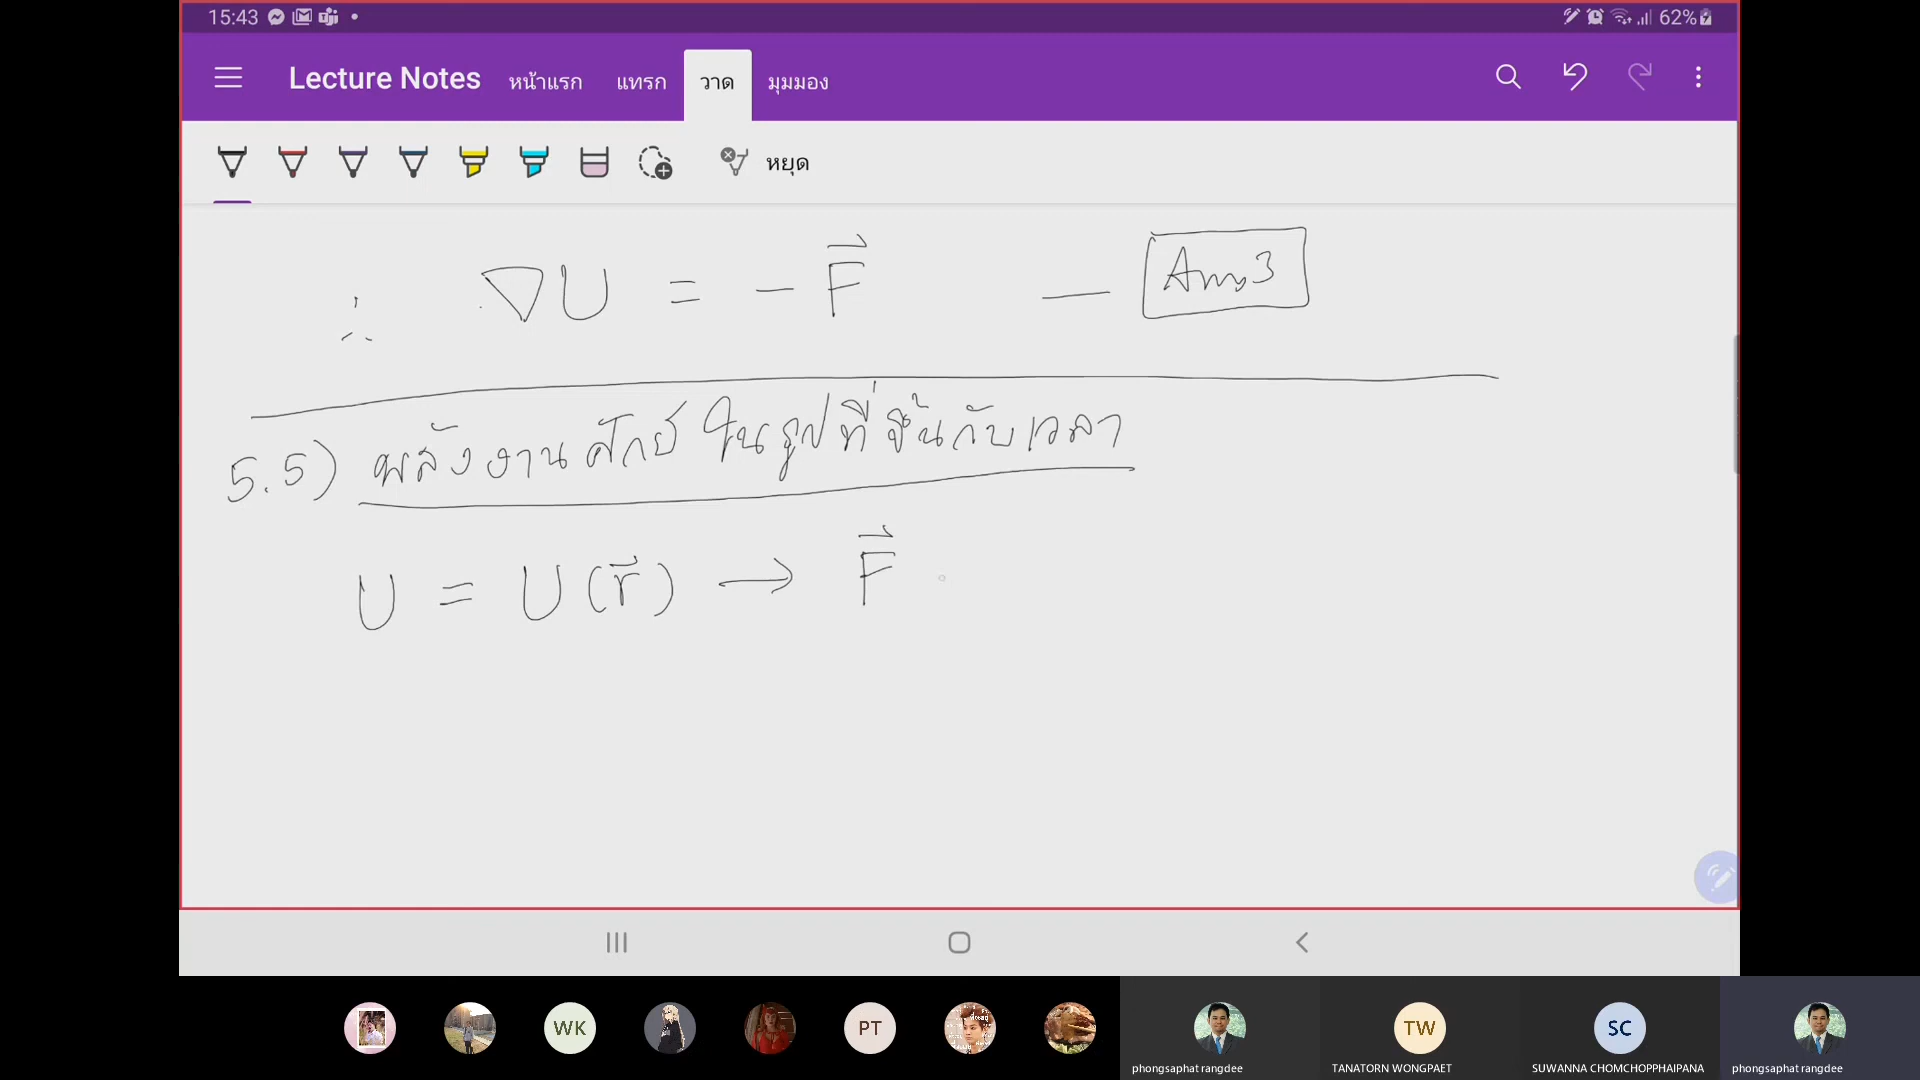 15:43 62%
Lecture Notes หน้าแรก แทรก วาด มุมมอง
หยุด
∴ ∇U = - F⃗ — Ans3
5.5) พลังงานศักย์ในรูปที่ขึ้นกับเวลา
U = U(r⃗) → F⃗
WK PT TW SC
phongsaphat rangdee TANATORN WONGPAET SUWANNA CHOMCHOPPHAIPANA phongsaphat rangdee